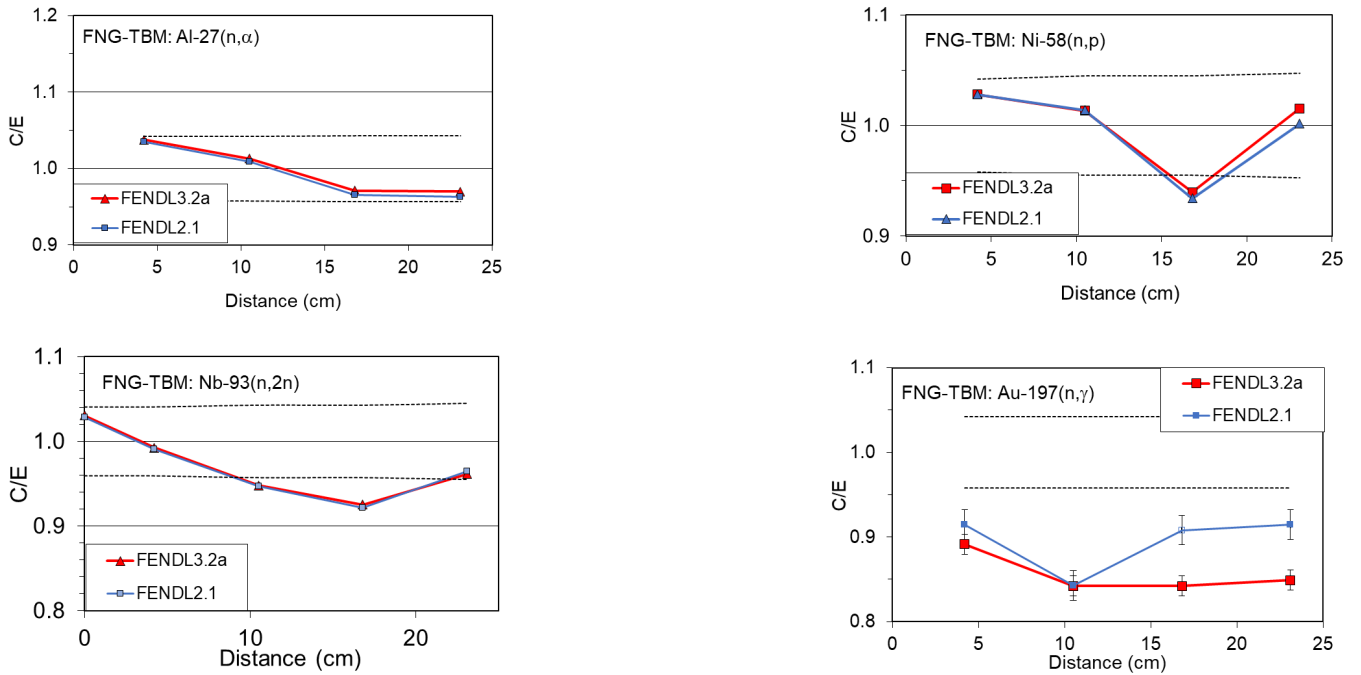 FNG-TBM: Al-27(n,α)
1.2
1.1
1.0
0.9
C/E
FENDL3.2a
FENDL2.1
0 5 10 15 20 25
Distance (cm)
FNG-TBM: Ni-58(n,p)
1.1
1.0
0.9
C/E
FENDL3.2a
FENDL2.1
0 5 10 15 20 25
Distance (cm)
FNG-TBM: Nb-93(n,2n)
1.1
1.0
0.9
0.8
C/E
FENDL3.2a
FENDL2.1
0 10 20
Distance (cm)
FNG-TBM: Au-197(n,γ)
1.1
1.0
0.9
0.8
C/E
FENDL3.2a
FENDL2.1
0 5 10 15 20 25
Distance (cm)